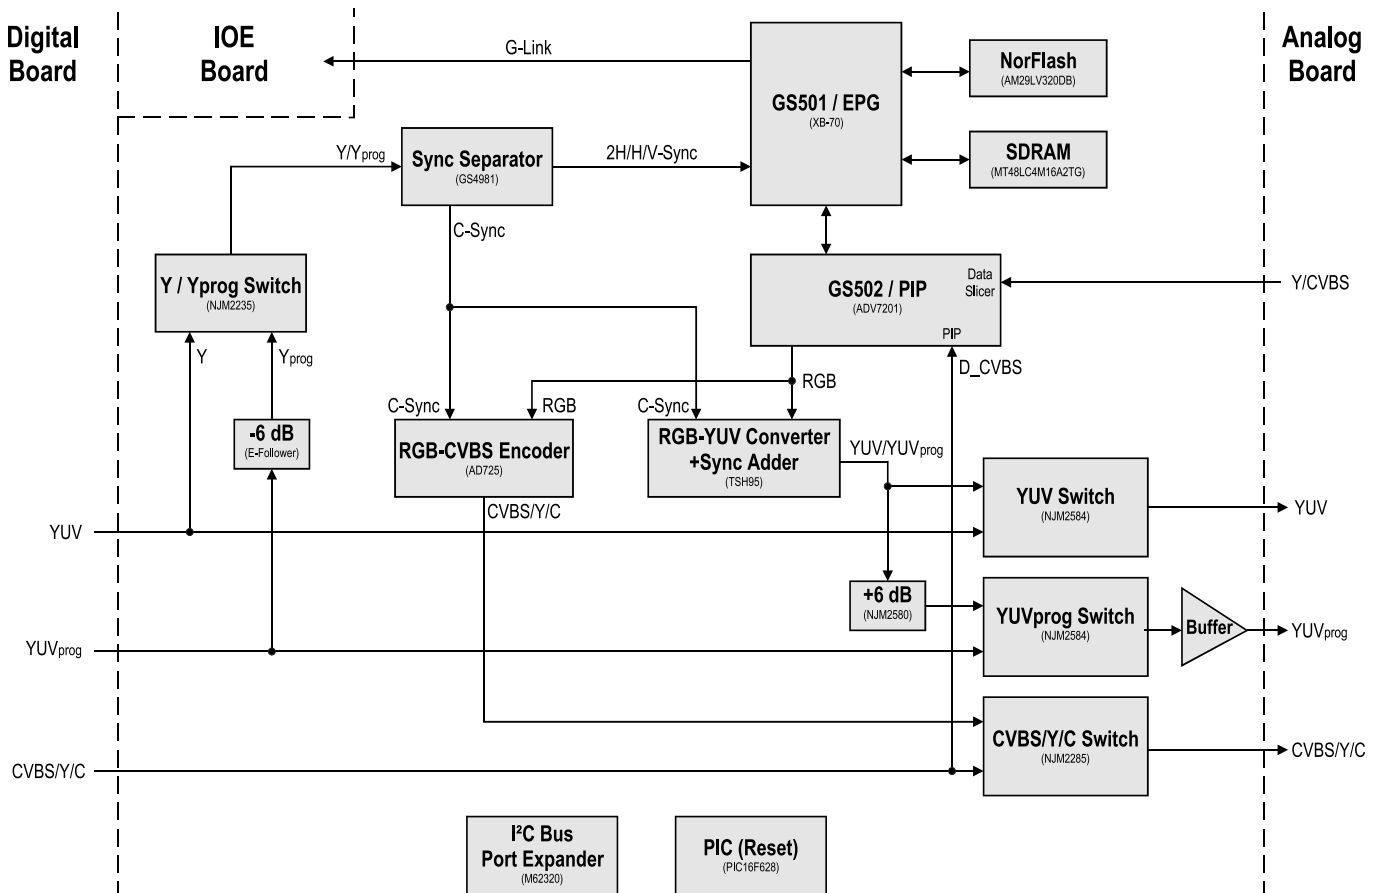 Digital
Board
IOE
Board
Analog
Board
G-Link
GS501 / EPG
(XB-70)
NorFlash
(AM29LV320DB)
SDRAM
(MT48LC4M16A2TG)
Y/Yprog
Sync Separator
(GS4981)
2H/H/V-Sync
C-Sync
Y / Yprog Switch
(NJM2235)
Y
Yprog
GS502 / PIP
(ADV7201)
Data
Slicer
PIP
Y/CVBS
D_CVBS
RGB
C-Sync
RGB
C-Sync
-6 dB
(E-Follower)
RGB-CVBS Encoder
(AD725)
RGB-YUV Converter
+Sync Adder
(TSH95)
YUV/YUVprog
CVBS/Y/C
YUV Switch
(NJM2584)
YUV
YUV
+6 dB
(NJM2580)
YUVprog Switch
(NJM2584)
Buffer
YUVprog
YUVprog
CVBS/Y/C Switch
(NJM2285)
CVBS/Y/C
CVBS/Y/C
I²C Bus
Port Expander
(M62320)
PIC (Reset)
(PIC16F628)